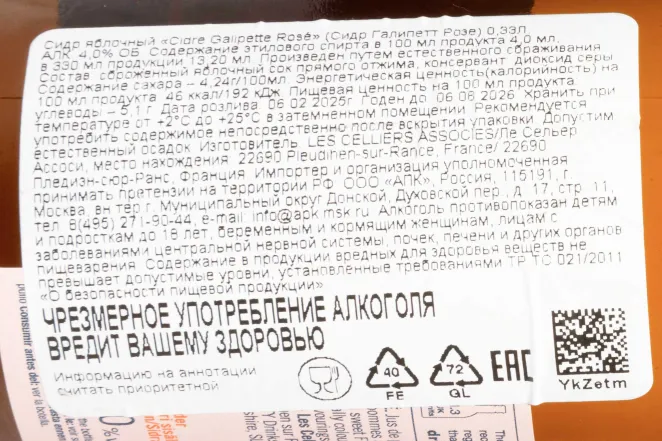 Сидр яблочный «Cidre Galipette Rosé» (Сидр Галипетт Розе) 0,33Л.
АЛК. 4,0% ОБ. Содержание этилового спирта в 100 мл продукта 4,0 мл,
в 330 мл продукции 13,20 мл. Произведен путем естественного сбраживания
Состав: сброженный яблочный сок прямого отжима, консервант диоксид серы
Содержание сахара – 4,24г/100мл. Энергетическая ценность(калорийность) на
100 мл продукта 46 ккал/192 кДж. Пищевая ценность на 100 мл продукта
углеводы – 5,1 г. Дата розлива 06.02.2025г. Годен до 06.06.2026. Хранить при
температуре от +2°С до +25°С в затемненном помещении. Рекомендуется
употребить содержимое непосредственно после вскрытия упаковки. Допустим
естественный осадок. Изготовитель: LES CELLIERS ASSOCIES/Ле Сельер
Ассоси, место нахождения: 22690 Pleudihen-sur-Rance, France/ 22690
Пледиэн-сюр-Ранс, Франция. Импортер и организация уполномоченная
принимать претензии на территории РФ: ООО «АПК», Россия, 115191, г.
Москва, вн.тер.г. Муниципальный округ Донской, Духовской пер., д. 17, стр. 11,
тел. 8(495) 271-90-44, e-mail: info@apk.msk.ru. Алкоголь противопоказан детям
и подросткам до 18 лет, беременным и кормящим женщинам, лицам с
заболеваниями центральной нервной системы, почек, печени и других органов
пищеварения. Содержание в продукции вредных для здоровья веществ не
превышает допустимые уровни, установленные требованиями ТР ТС 021/2011
«О безопасности пищевой продукции»
ЧРЕЗМЕРНОЕ УПОТРЕБЛЕНИЕ АЛКОГОЛЯ
ВРЕДИТ ВАШЕМУ ЗДОРОВЬЮ
Информацию на аннотации
считать приоритетной
40
FE
72
GL
EAC
YkZetm